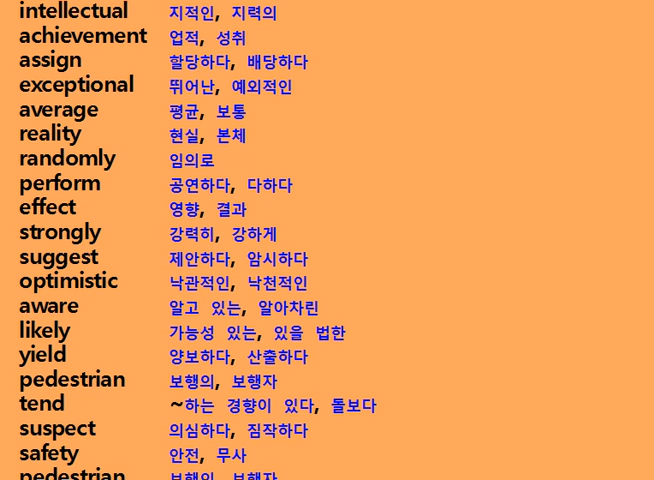 intellectual 지적인, 지력의
achievement 업적, 성취
assign 할당하다, 배당하다
exceptional 뛰어난, 예외적인
average 평균, 보통
reality 현실, 본체
randomly 임의로
perform 공연하다, 다하다
effect 영향, 결과
strongly 강력히, 강하게
suggest 제안하다, 암시하다
optimistic 낙관적인, 낙천적인
aware 알고 있는, 알아차린
likely 가능성 있는, 있을 법한
yield 양보하다, 산출하다
pedestrian 보행의, 보행자
tend ~하는 경향이 있다, 돌보다
suspect 의심하다, 짐작하다
safety 안전, 무사
pedestrian 보행의, 보행자